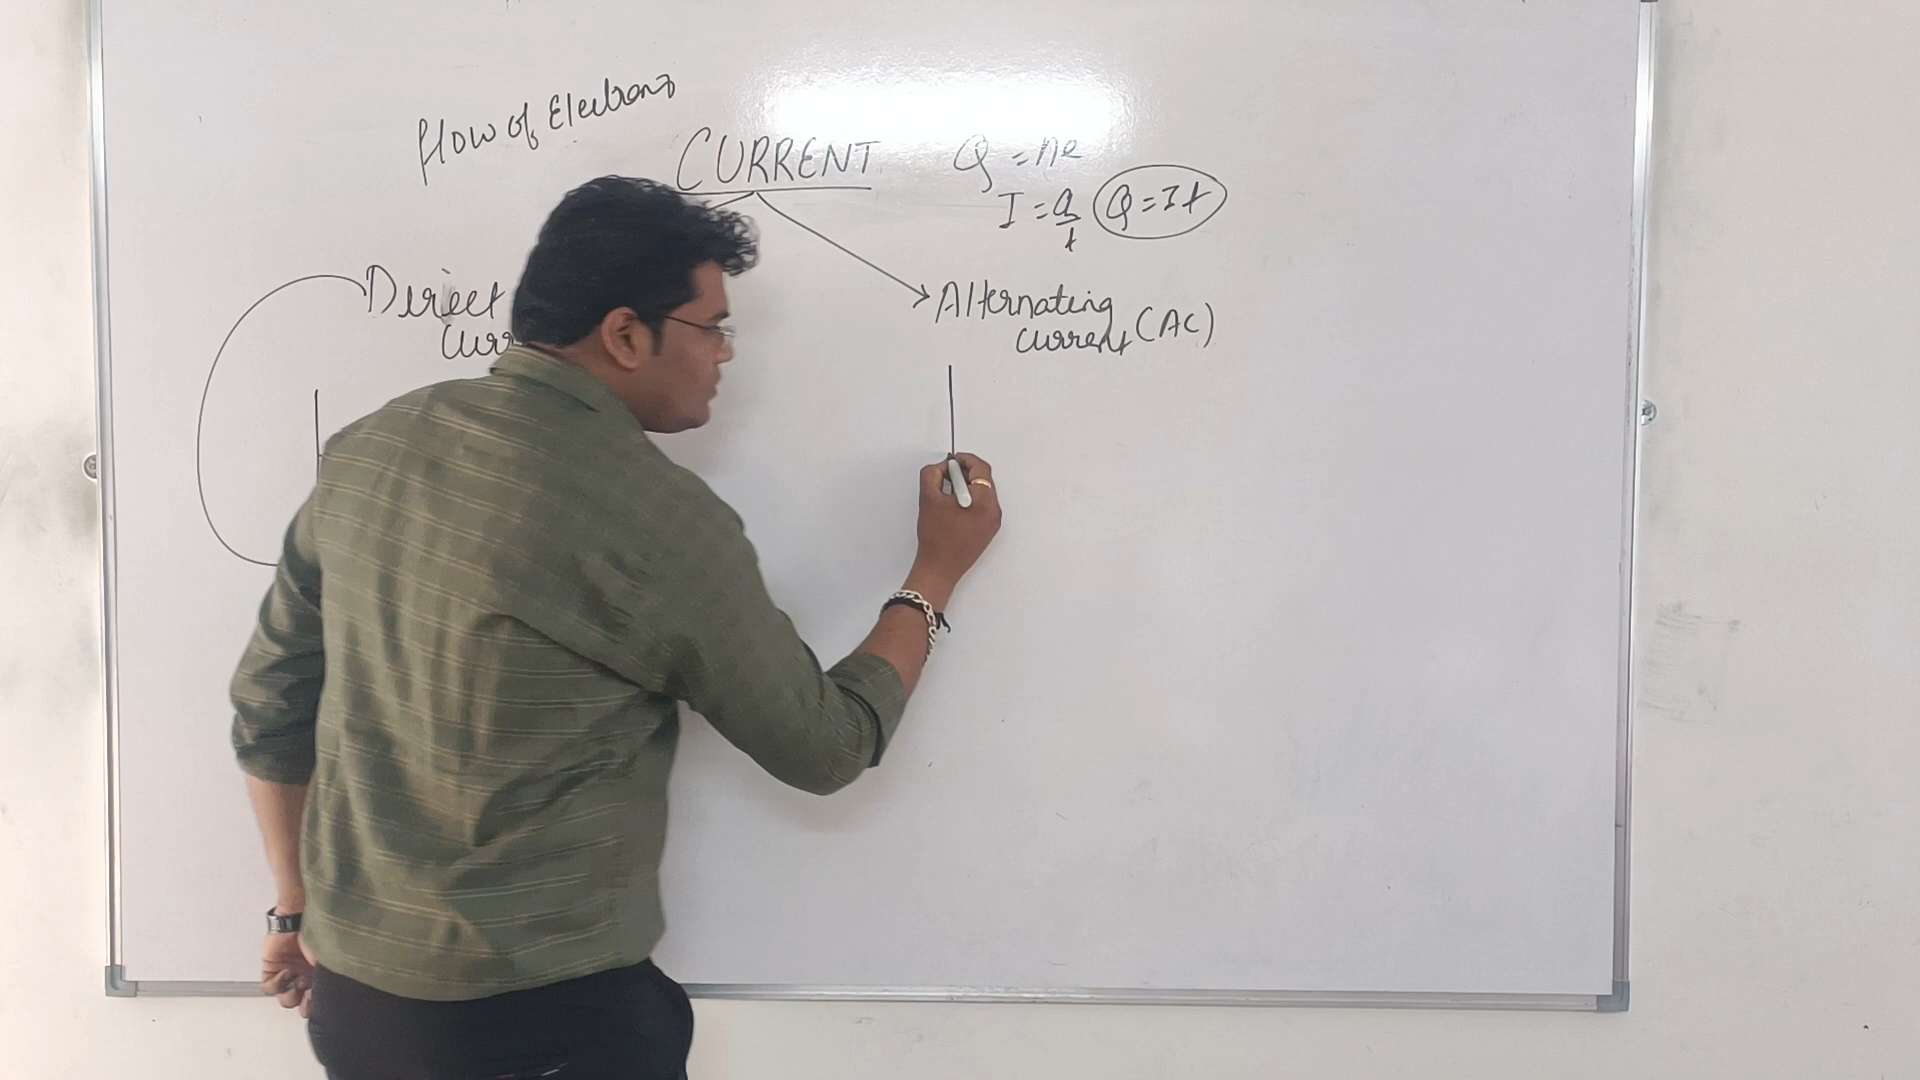 flow of Electrons
CURRENT
Q = ne
I = Q/t
Q = It
Direct
Curr
Alternating
Current (AC)